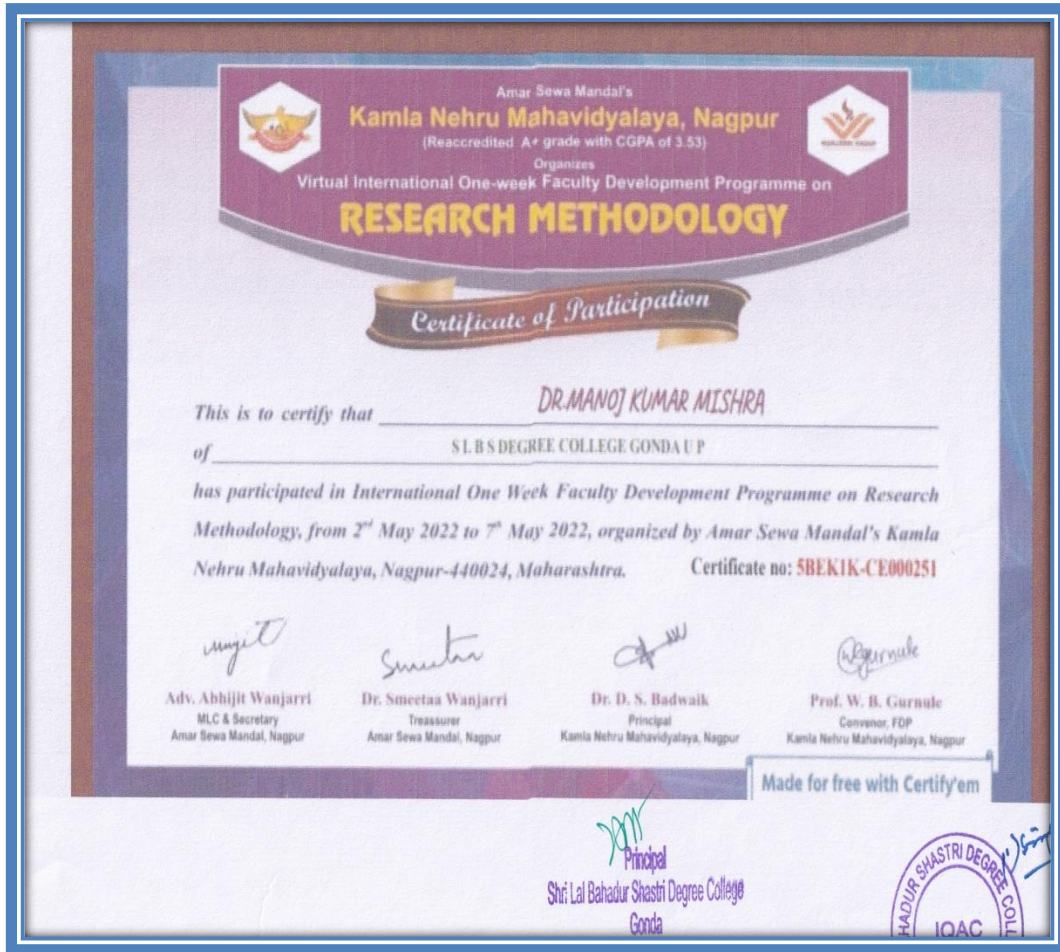 Amar Sewa Mandal's
Kamla Nehru Mahavidyalaya, Nagpur
(Reaccredited A+ grade with CGPA of 3.53)
Organizes
Virtual International One-week Faculty Development Programme on
RESEARCH METHODOLOGY
Certificate of Participation
This is to certify that DR.MANOJ KUMAR MISHRA
of S L B S DEGREE COLLEGE GONDA U P
has participated in International One Week Faculty Development Programme on Research
Methodology, from 2nd May 2022 to 7th May 2022, organized by Amar Sewa Mandal's Kamla
Nehru Mahavidyalaya, Nagpur-440024, Maharashtra. Certificate no: 5BEK1K-CE000251
Adv. Abhijit Wanjarri
MLC & Secretary
Amar Sewa Mandal, Nagpur
Dr. Smeetaa Wanjarri
Treassurer
Amar Sewa Mandal, Nagpur
Dr. D. S. Badwaik
Principal
Kamla Nehru Mahavidyalaya, Nagpur
Prof. W. B. Gurnule
Convenor, FDP
Kamla Nehru Mahavidyalaya, Nagpur
Made for free with Certify'em
Principal
Shri Lal Bahadur Shastri Degree College
Gonda
HADUR SHASTRI DEGREE COLL
IQAC